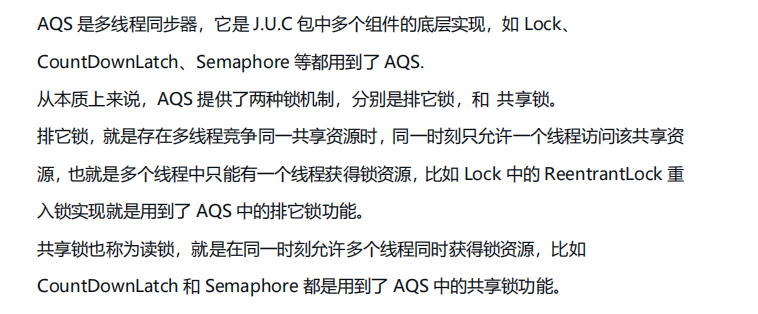 AQS 是多线程同步器，它是 J.U.C 包中多个组件的底层实现，如 Lock、
CountDownLatch、Semaphore 等都用到了 AQS.
从本质上来说，AQS 提供了两种锁机制，分别是排它锁，和 共享锁。
排它锁，就是存在多线程竞争同一共享资源时，同一时刻只允许一个线程访问该共享资
源，也就是多个线程中只能有一个线程获得锁资源，比如 Lock 中的 ReentrantLock 重
入锁实现就是用到了 AQS 中的排它锁功能。
共享锁也称为读锁，就是在同一时刻允许多个线程同时获得锁资源，比如
CountDownLatch 和 Semaphore 都是用到了 AQS 中的共享锁功能。